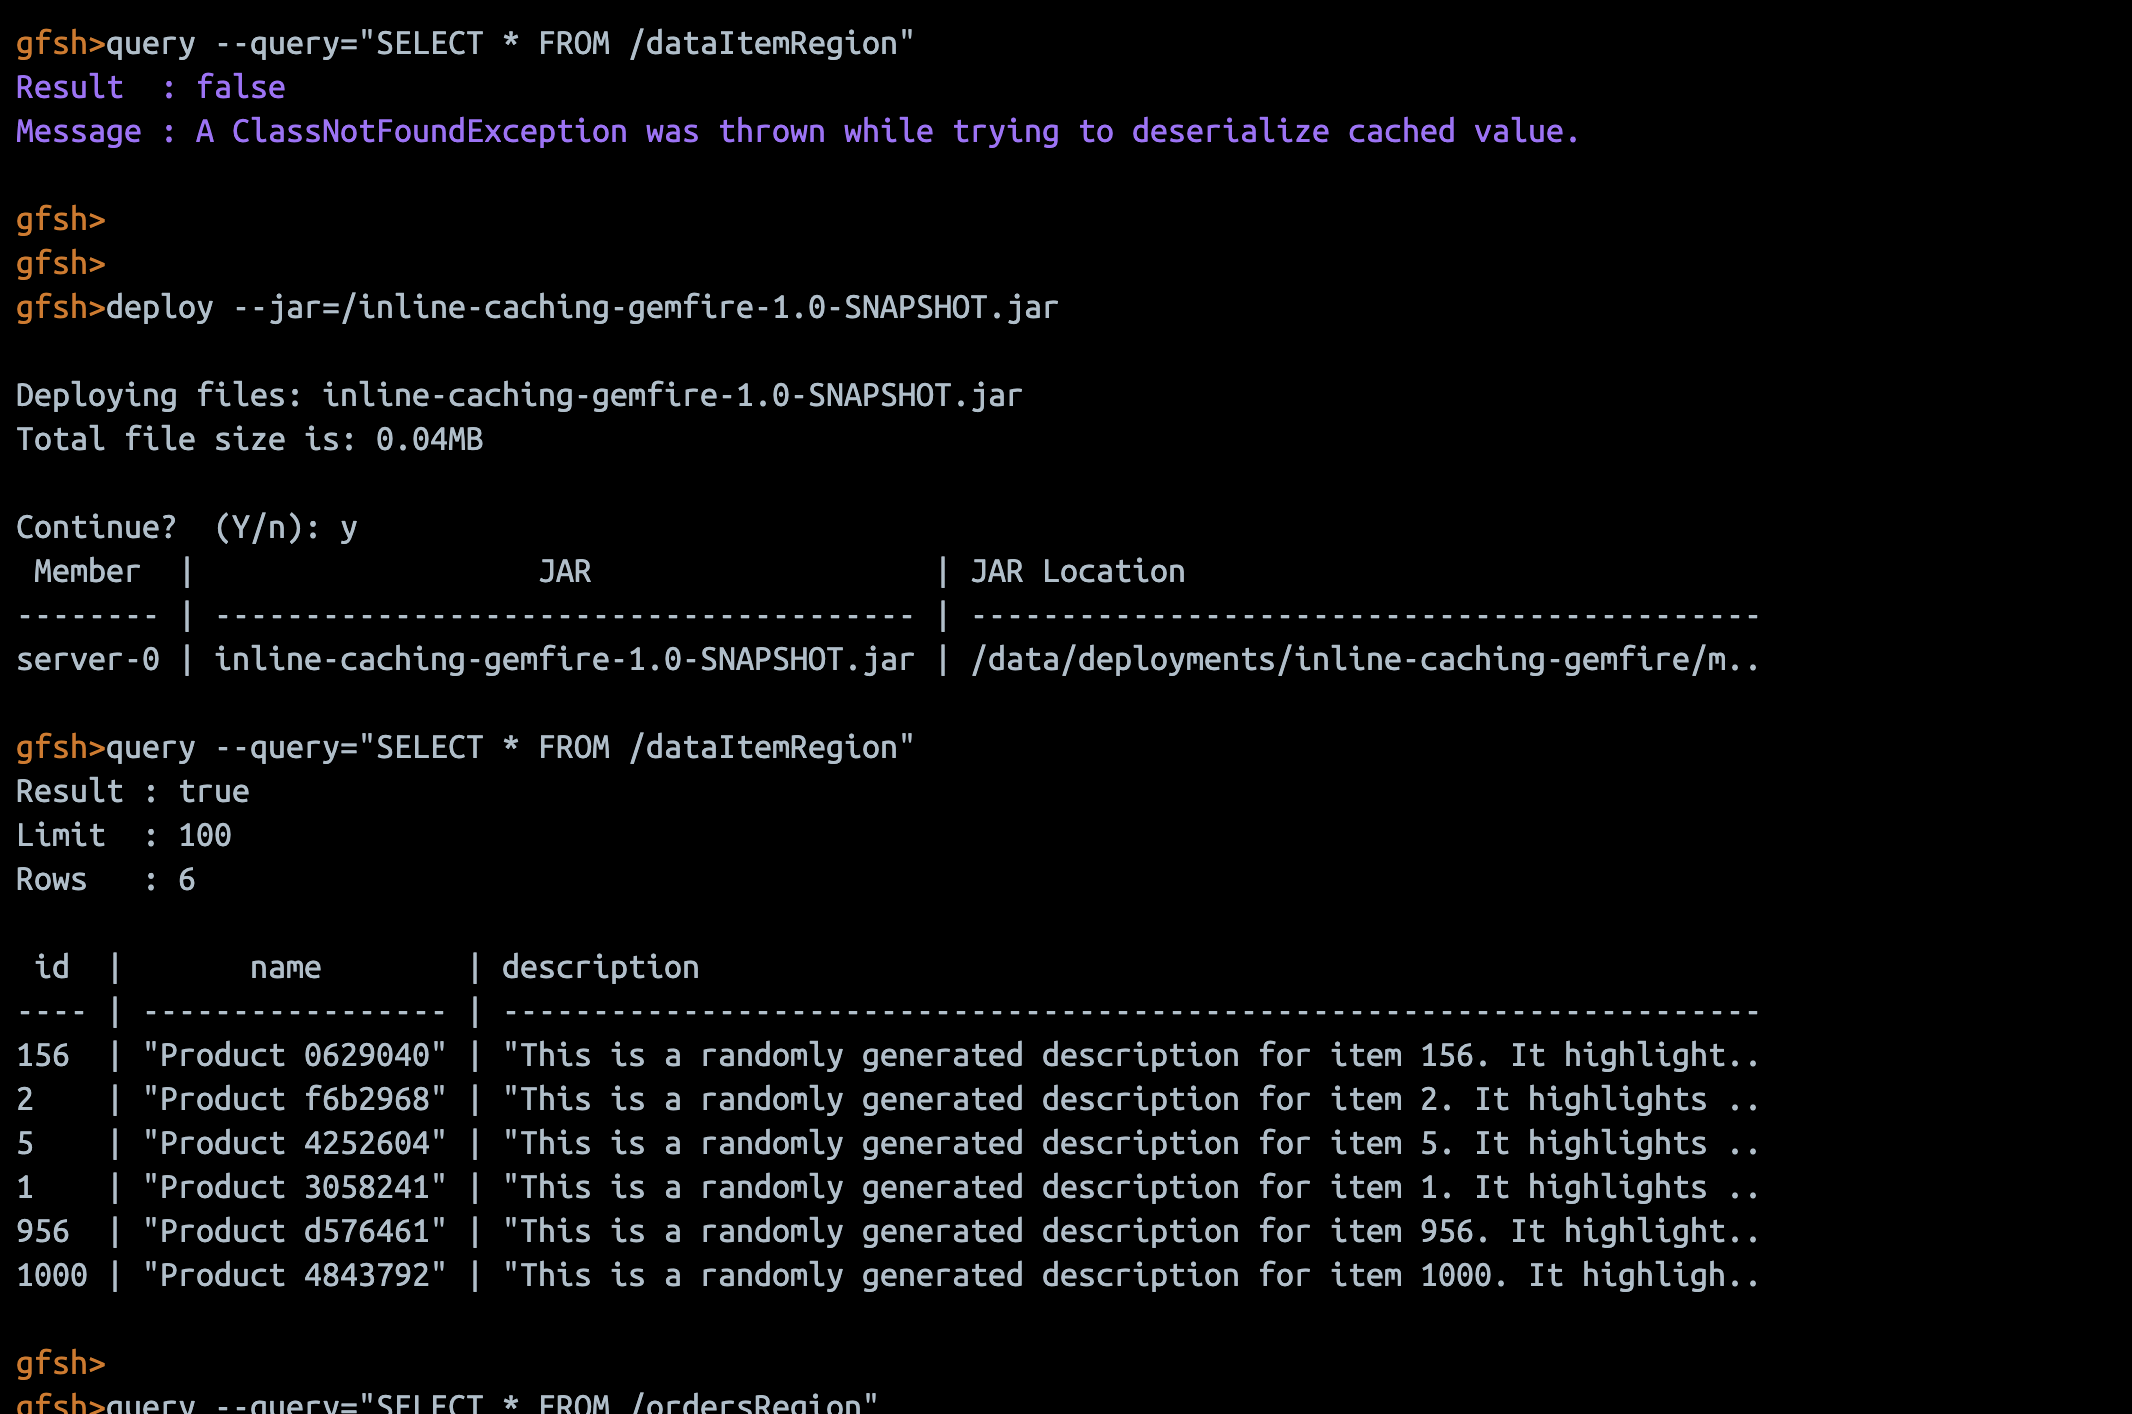 gfsh>query --query="SELECT * FROM /dataItemRegion"
Result  : false
Message : A ClassNotFoundException was thrown while trying to deserialize cached value.
gfsh>
gfsh>
gfsh>deploy --jar=/inline-caching-gemfire-1.0-SNAPSHOT.jar
Deploying files: inline-caching-gemfire-1.0-SNAPSHOT.jar
Total file size is: 0.04MB
Continue?  (Y/n): y
 Member  |                   JAR                   | JAR Location
-------- | --------------------------------------- | --------------------------------------------
server-0 | inline-caching-gemfire-1.0-SNAPSHOT.jar | /data/deployments/inline-caching-gemfire/m..
gfsh>query --query="SELECT * FROM /dataItemRegion"
Result : true
Limit  : 100
Rows   : 6
 id  |       name        | description
---- | ----------------- | ----------------------------------------------------------------------
156  | "Product 0629040" | "This is a randomly generated description for item 156. It highlight..
2    | "Product f6b2968" | "This is a randomly generated description for item 2. It highlights ..
5    | "Product 4252604" | "This is a randomly generated description for item 5. It highlights ..
1    | "Product 3058241" | "This is a randomly generated description for item 1. It highlights ..
956  | "Product d576461" | "This is a randomly generated description for item 956. It highlight..
1000 | "Product 4843792" | "This is a randomly generated description for item 1000. It highligh..
gfsh>
gfsh>query --query="SELECT * FROM /ordersRegion"